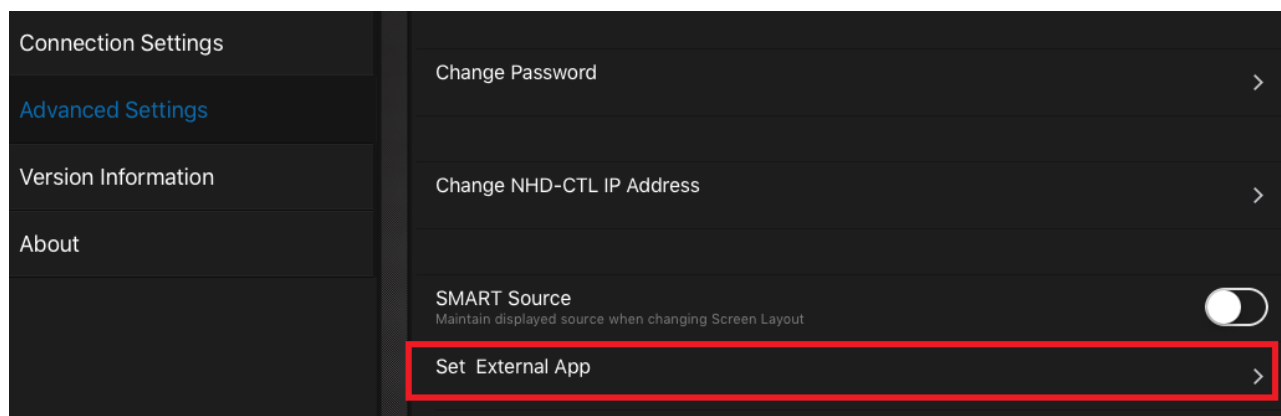 Connection Settings
Advanced Settings
Version Information
About
Change Password
Change NHD-CTL IP Address
SMART Source
Maintain displayed source when changing Screen Layout
Set External App